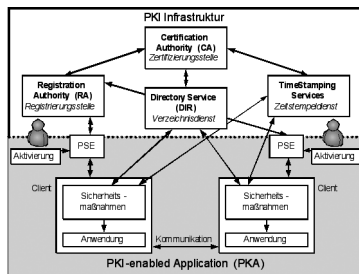 PKI Infrastruktur
Certification
Authority (CA)
Zertifizierungsstelle
Registration
Authority (RA)
Registrierungsstelle
TimeStamping
Services
Zeitstempeldienst
Directory Service
(DIR)
Verzeichnisdienst
PSE
PSE
Aktivierung
Aktivierung
Client
Client
Sicherheits-
maßnahmen
Sicherheits-
maßnahmen
Anwendung
Kommunikation
Anwendung
PKI-enabled Application (PKA)